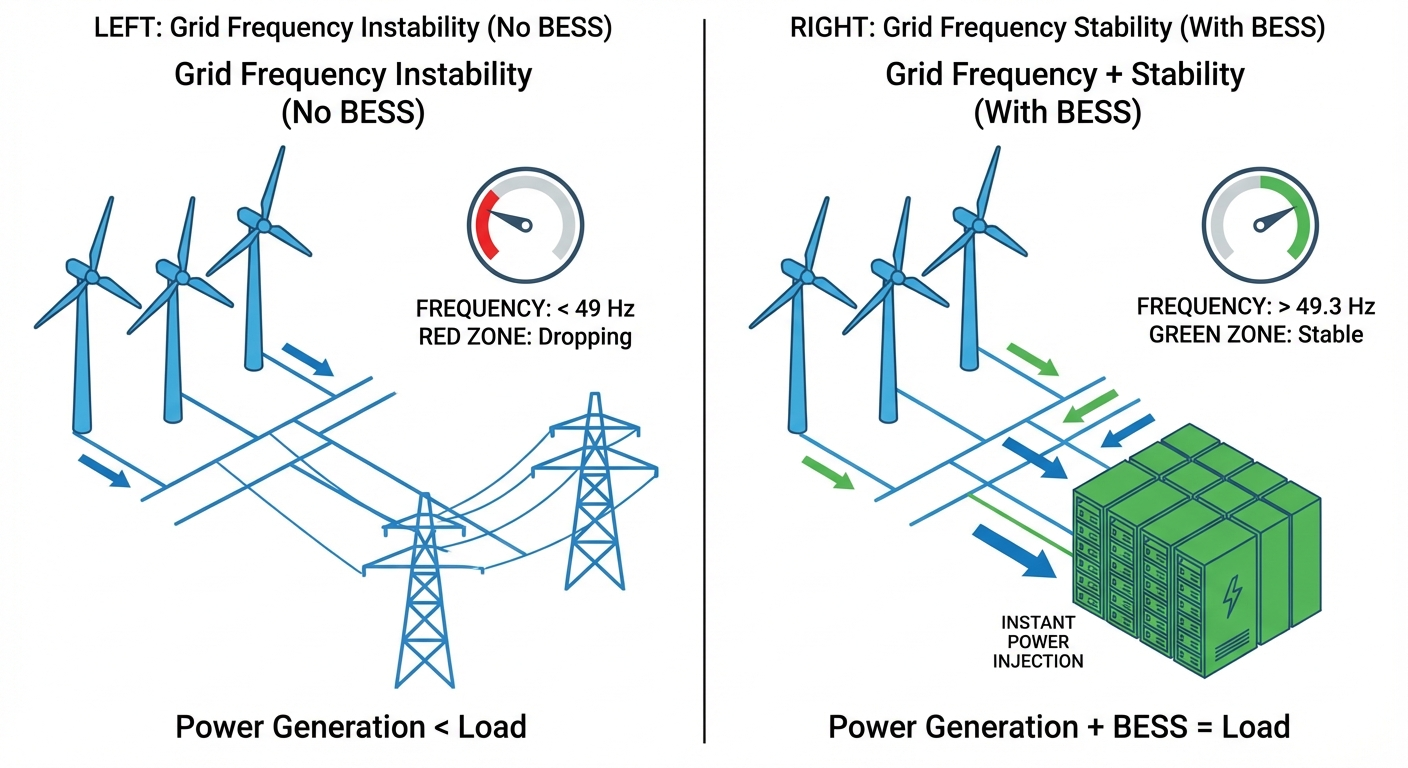 LEFT: Grid Frequency Instability (No BESS)
Grid Frequency Instability
(No BESS)
FREQUENCY: < 49 Hz
RED ZONE: Dropping
Power Generation < Load
RIGHT: Grid Frequency Stability (With BESS)
Grid Frequency + Stability
(With BESS)
FREQUENCY: > 49.3 Hz
GREEN ZONE: Stable
INSTANT
POWER
INJECTION
Power Generation + BESS = Load